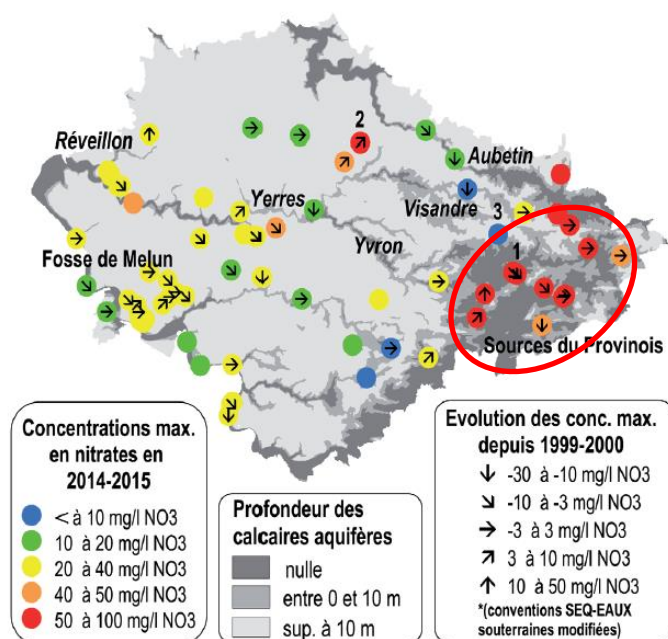 2
Réveillon
Aubetin
Yerres
Visandre
3
Yvron
1
Fosse de Melun
Sources du Provinois
Concentrations max.
en nitrates en
2014-2015
< à 10 mg/l NO3
10 à 20 mg/l NO3
20 à 40 mg/l NO3
40 à 50 mg/l NO3
50 à 100 mg/l NO3
Profondeur des
calcaires aquifères
nulle
entre 0 et 10 m
sup. à 10 m
Evolution des conc. max.
depuis 1999-2000
-30 à -10 mg/l NO3
-10 à -3 mg/l NO3
-3 à 3 mg/l NO3
3 à 10 mg/l NO3
10 à 50 mg/l NO3
*(conventions SEQ-EAUX
souterraines modifiées)